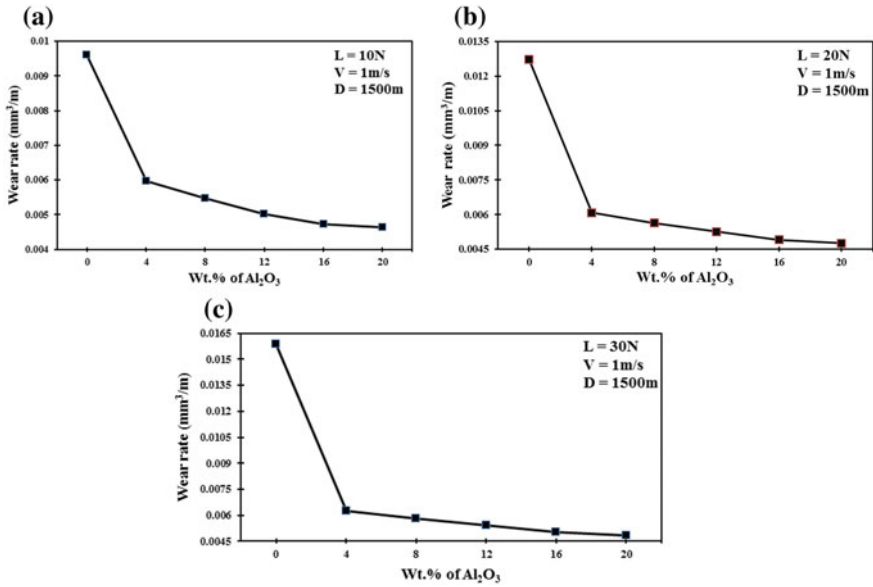 (a)
0.01
0.009
0.008
0.007
0.006
0.005
0.004
Wear rate (mm³/m)
L = 10N
V = 1m/s
D = 1500m
0 4 8 12 16 20
Wt.% of Al₂O₃
(b)
0.0135
0.012
0.0105
0.009
0.0075
0.006
0.0045
Wear rate (mm³/m)
L = 20N
V = 1m/s
D = 1500m
0 4 8 12 16 20
Wt.% of Al₂O₃
(c)
0.0165
0.015
0.0135
0.012
0.0105
0.009
0.0075
0.006
0.0045
Wear rate (mm³/m)
L = 30N
V = 1m/s
D = 1500m
0 4 8 12 16 20
Wt.% of Al₂O₃